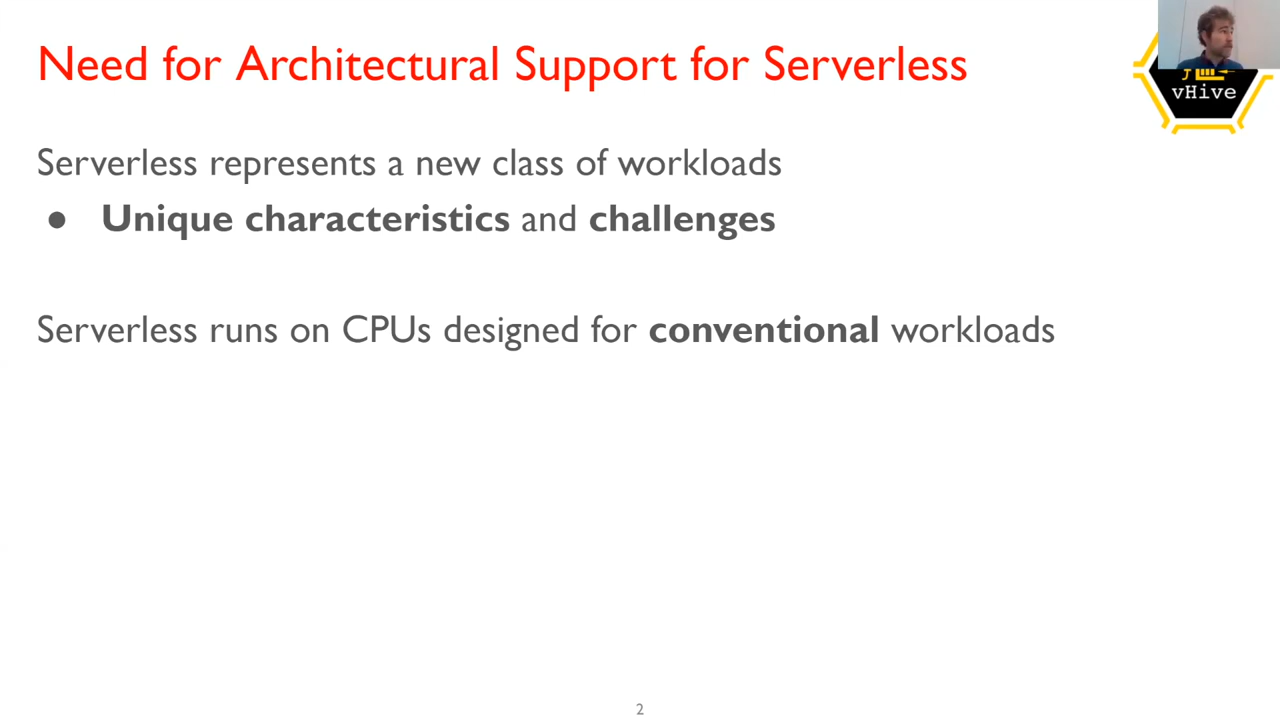 Need for Architectural Support for Serverless
vHive
Serverless represents a new class of workloads
● Unique characteristics and challenges
Serverless runs on CPUs designed for conventional workloads
2